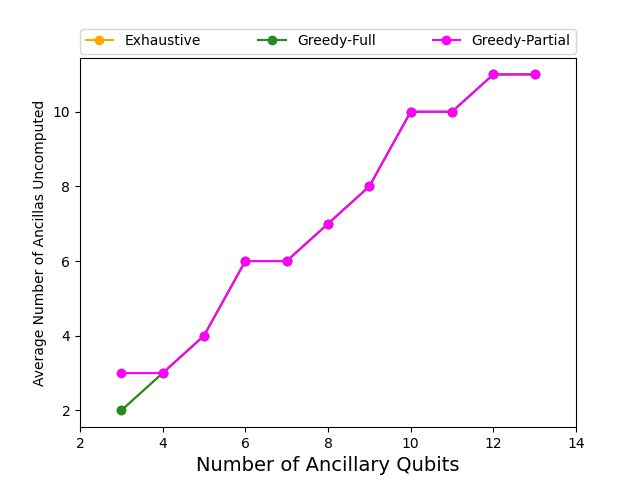 Exhaustive Greedy-Full Greedy-Partial
Average Number of Ancillas Uncomputed
10
8
6
4
2
2 4 6 8 10 12 14
Number of Ancillary Qubits